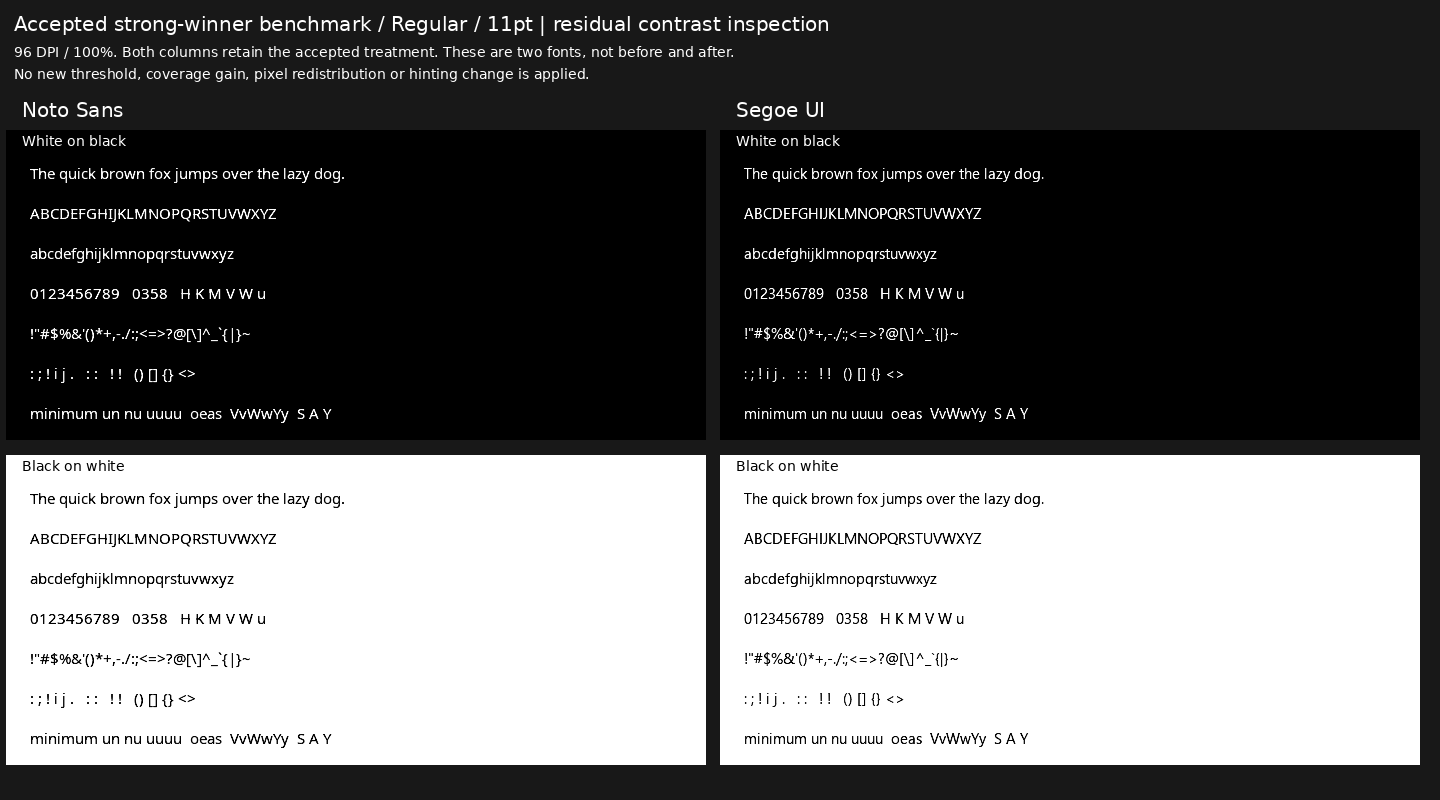 Accepted strong-winner benchmark / Regular / 11pt | residual contrast inspection
96 DPI / 100%. Both columns retain the accepted treatment. These are two fonts, not before and after.
No new threshold, coverage gain, pixel redistribution or hinting change is applied.
Noto Sans
White on black
The quick brown fox jumps over the lazy dog.
ABCDEFGHIJKLMNOPQRSTUVWXYZ
abcdefghijklmnopqrstuvwxyz
0123456789   0358   H K M V W u
!"#$%&'()*+,-./:;<=>?@[\]^_`{|}~
: ; ! i j .   : :   ! !   () [] {} <>
minimum un nu uuuu  oeas  VvWwYy  S A Y
Black on white
The quick brown fox jumps over the lazy dog.
ABCDEFGHIJKLMNOPQRSTUVWXYZ
abcdefghijklmnopqrstuvwxyz
0123456789   0358   H K M V W u
!"#$%&'()*+,-./:;<=>?@[\]^_`{|}~
: ; ! i j .   : :   ! !   () [] {} <>
minimum un nu uuuu  oeas  VvWwYy  S A Y
Segoe UI
White on black
The quick brown fox jumps over the lazy dog.
ABCDEFGHIJKLMNOPQRSTUVWXYZ
abcdefghijklmnopqrstuvwxyz
0123456789   0358   H K M V W u
!"#$%&'()*+,-./:;<=>?@[\]^_`{|}~
: ; ! i j .   : :   ! !   () [] {} <>
minimum un nu uuuu  oeas  VvWwYy  S A Y
Black on white
The quick brown fox jumps over the lazy dog.
ABCDEFGHIJKLMNOPQRSTUVWXYZ
abcdefghijklmnopqrstuvwxyz
0123456789   0358   H K M V W u
!"#$%&'()*+,-./:;<=>?@[\]^_`{|}~
: ; ! i j .   : :   ! !   () [] {} <>
minimum un nu uuuu  oeas  VvWwYy  S A Y